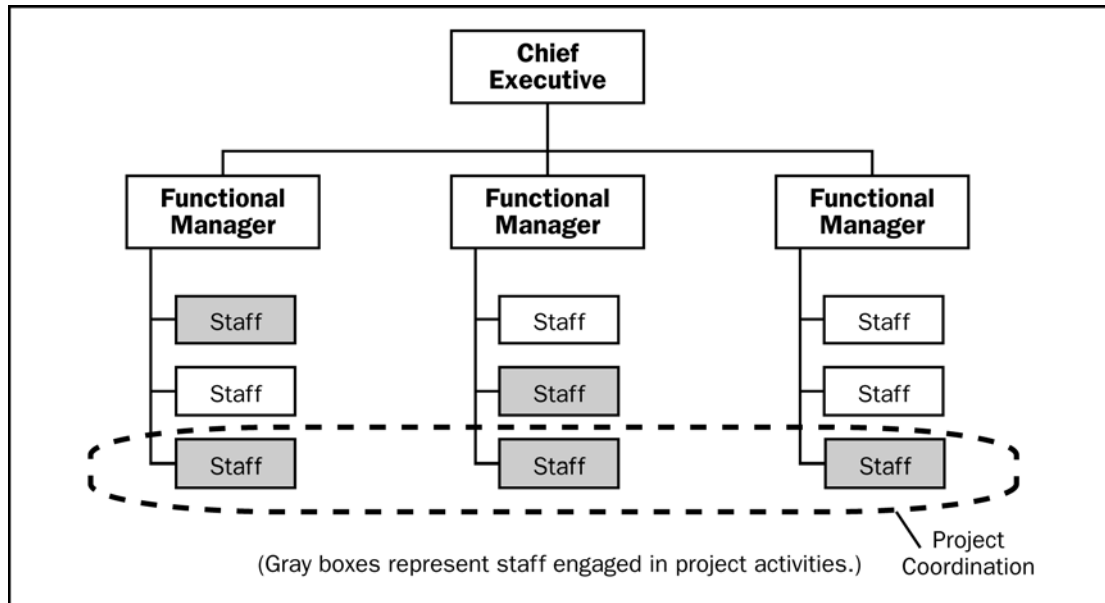 Chief
Executive
Functional
Manager
Functional
Manager
Functional
Manager
Staff
Staff
Staff
Staff
Staff
Staff
Staff
Staff
Staff
(Gray boxes represent staff engaged in project activities.)
Project
Coordination